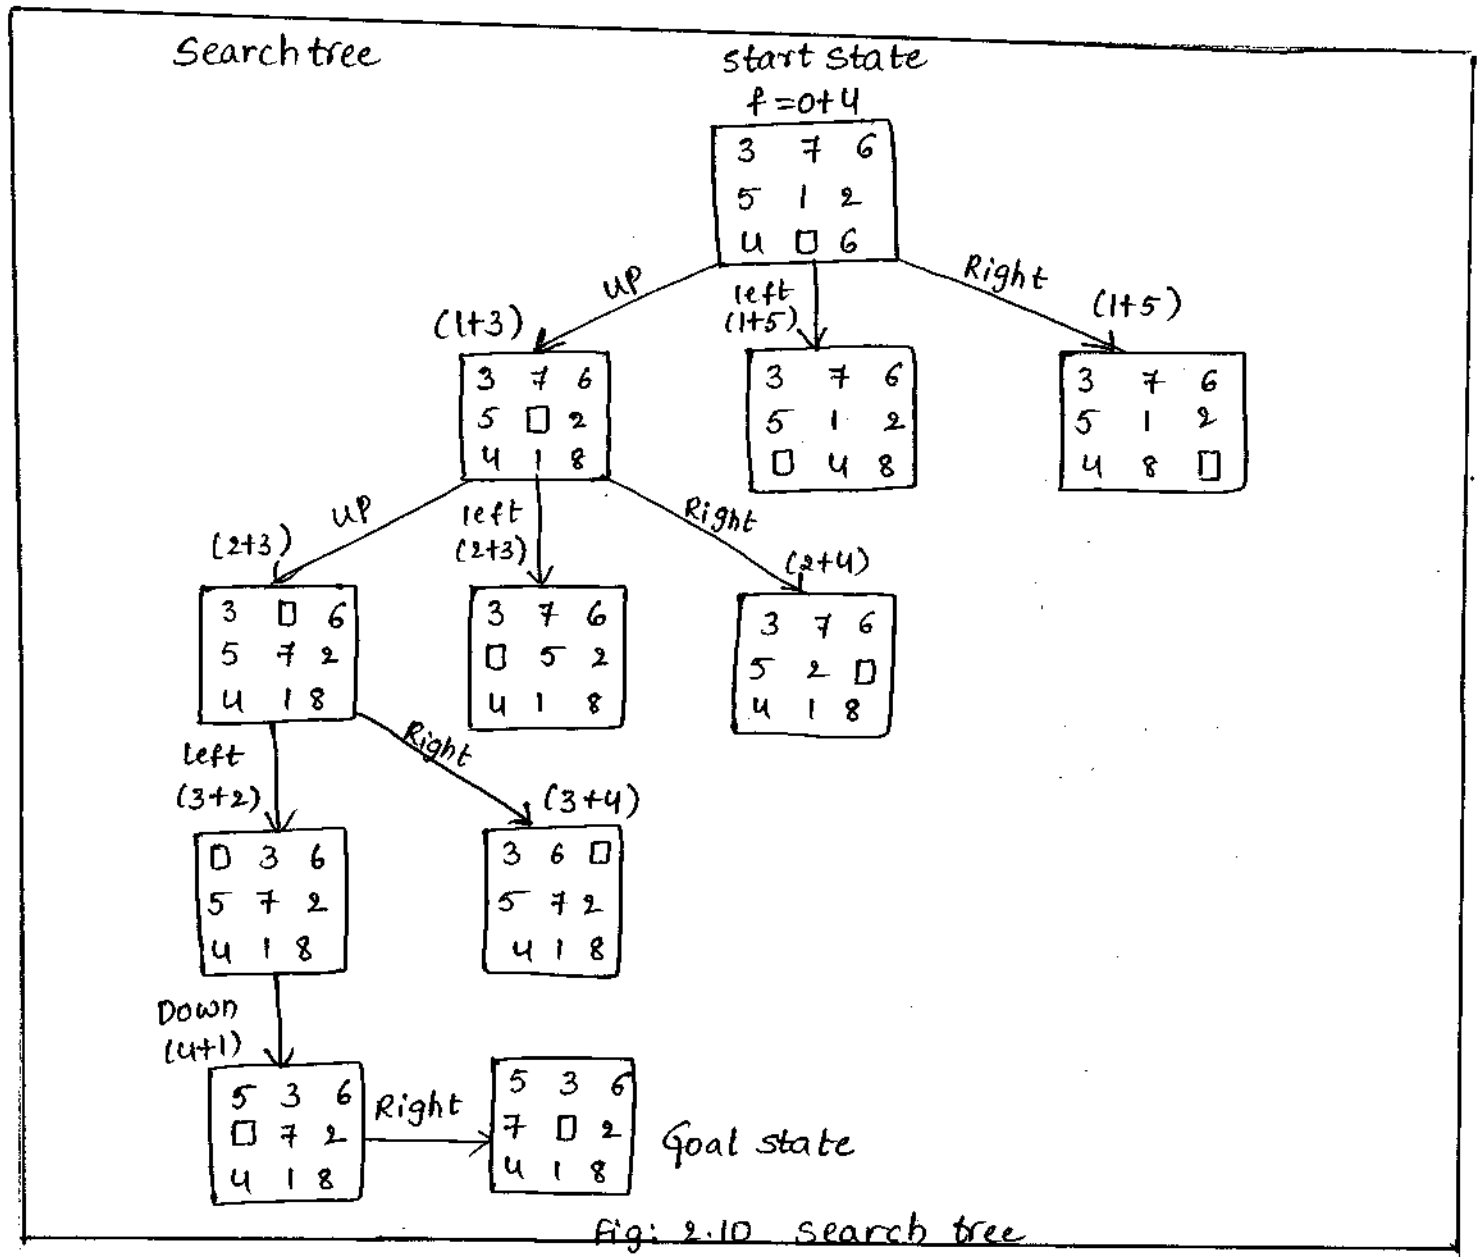 Search tree
start state
f = 0+4
3 7 6
5 1 2
4 □ 6
UP
left
Right
(1+3)
(1+5)
(1+5)
3 7 6
5 □ 2
4 1 8
3 7 6
5 1 2
□ 4 8
3 7 6
5 1 2
4 8 □
UP
left
Right
(2+3)
(2+3)
(2+4)
3 □ 6
5 7 2
4 1 8
3 7 6
□ 5 2
4 1 8
3 7 6
5 2 □
4 1 8
left
Right
(3+2)
(3+4)
□ 3 6
5 7 2
4 1 8
3 6 □
5 7 2
4 1 8
Down
(4+1)
5 3 6
□ 7 2
4 1 8
Right
5 3 6
7 □ 2
4 1 8
Goal state
Fig: 2.10 search tree